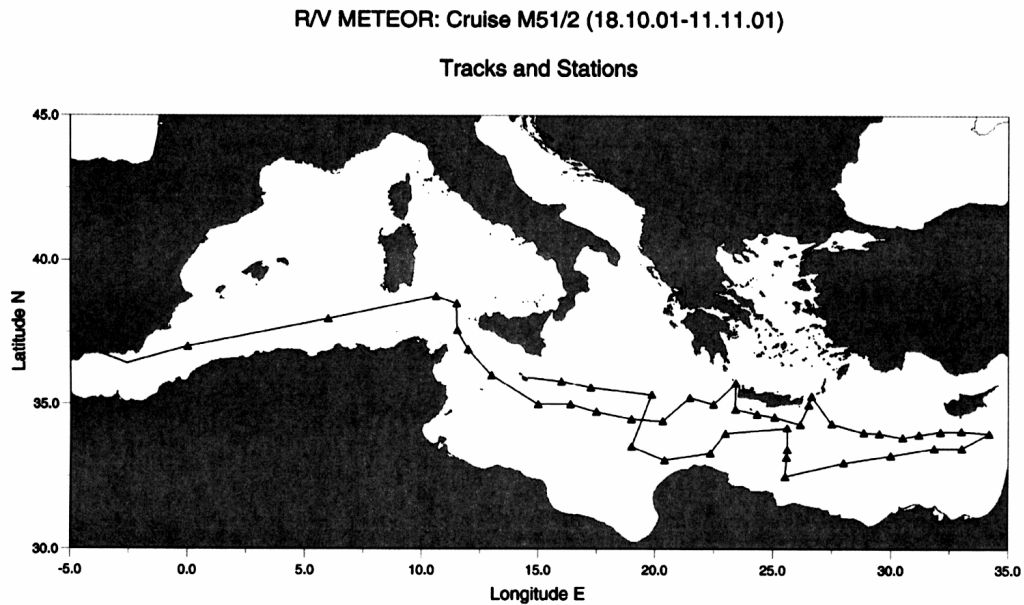 R/V METEOR: Cruise M51/2 (18.10.01-11.11.01)
Tracks and Stations
45.0
40.0
35.0
30.0
Latitude N
-5.0 0.0 5.0 10.0 15.0 20.0 25.0 30.0 35.0
Longitude E